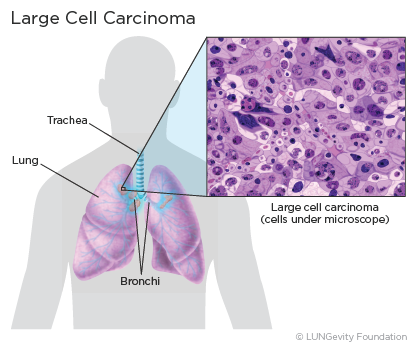 Large Cell Carcinoma
Trachea
Lung
Bronchi
Large cell carcinoma
(cells under microscope)
© LUNGevity Foundation